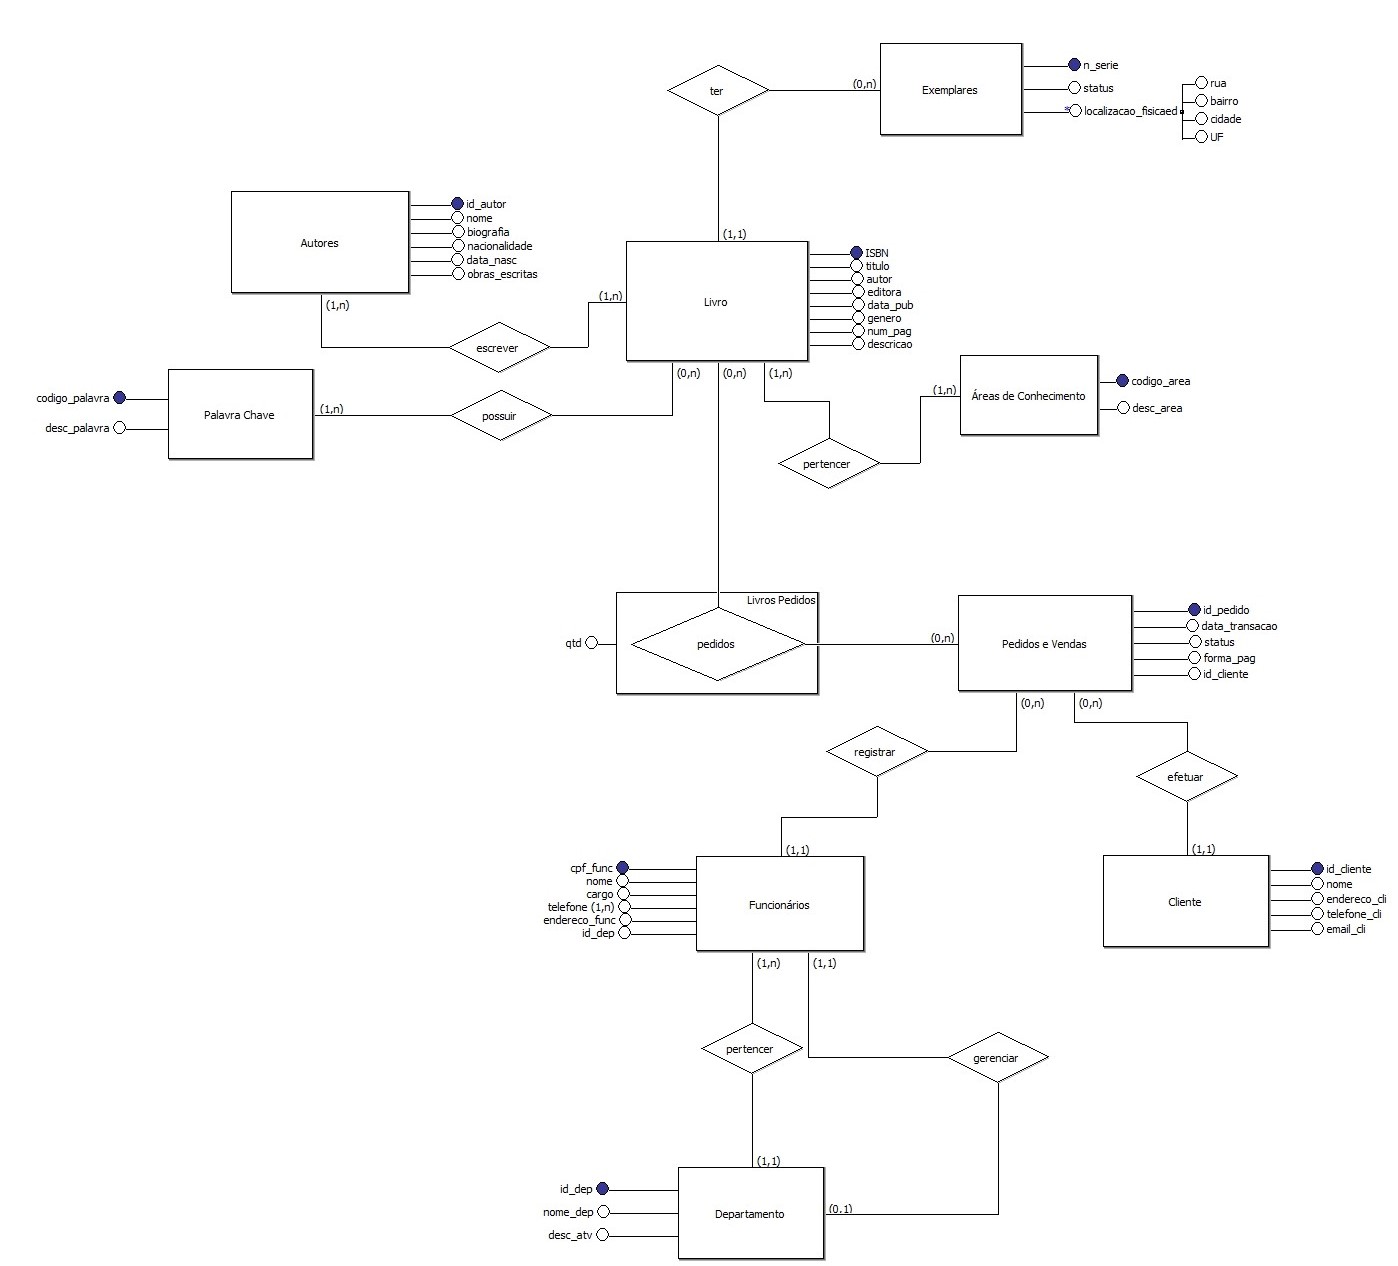 ter
(0,n)
Exemplares
n_serie
status
*
localizacao_fisicaed
rua
bairro
cidade
UF
(1,1)
Autores
id_autor
nome
biografia
nacionalidade
data_nasc
obras_escritas
(1,n)
escrever
(1,n)
Livro
ISBN
titulo
autor
editora
data_pub
genero
num_pag
descricao
(0,n)
(0,n)
(1,n)
codigo_palavra
desc_palavra
Palavra Chave
(1,n)
possuir
pertencer
(1,n)
Áreas de Conhecimento
codigo_area
desc_area
Livros Pedidos
qtd
pedidos
(0,n)
Pedidos e Vendas
id_pedido
data_transacao
status
forma_pag
id_cliente
(0,n)
(0,n)
registrar
efetuar
(1,1)
(1,1)
cpf_func
nome
cargo
telefone (1,n)
endereco_func
id_dep
Funcionários
Cliente
id_cliente
nome
endereco_cli
telefone_cli
email_cli
(1,n)
(1,1)
pertencer
gerenciar
(1,1)
id_dep
nome_dep
desc_atv
Departamento
(0,1)